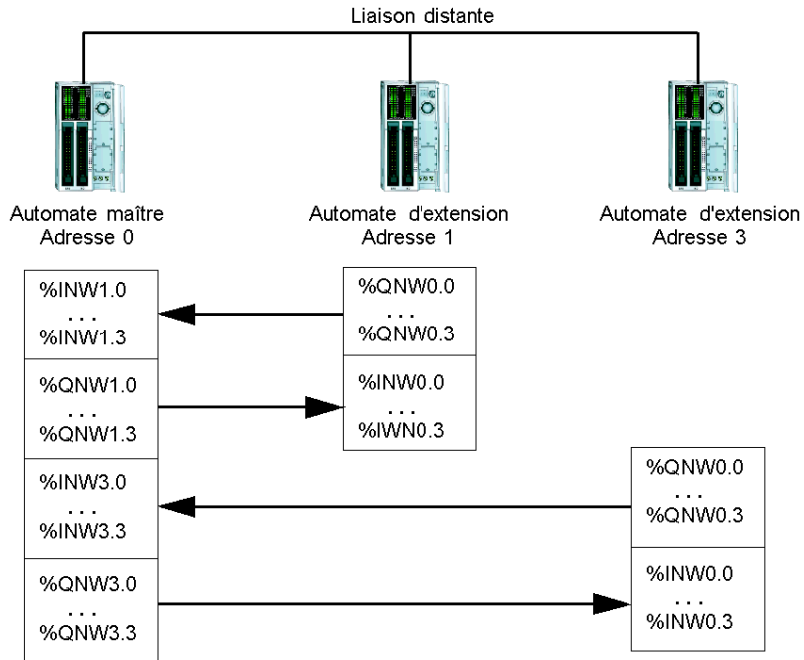 Liaison distante
Automate maître
Adresse 0
Automate d'extension
Adresse 1
Automate d'extension
Adresse 3
%INW1.0
...
%INW1.3
%QNW1.0
...
%QNW1.3
%INW3.0
...
%INW3.3
%QNW3.0
...
%QNW3.3
%QNW0.0
...
%QNW0.3
%INW0.0
...
%IWN0.3
%QNW0.0
...
%QNW0.3
%INW0.0
...
%INW0.3